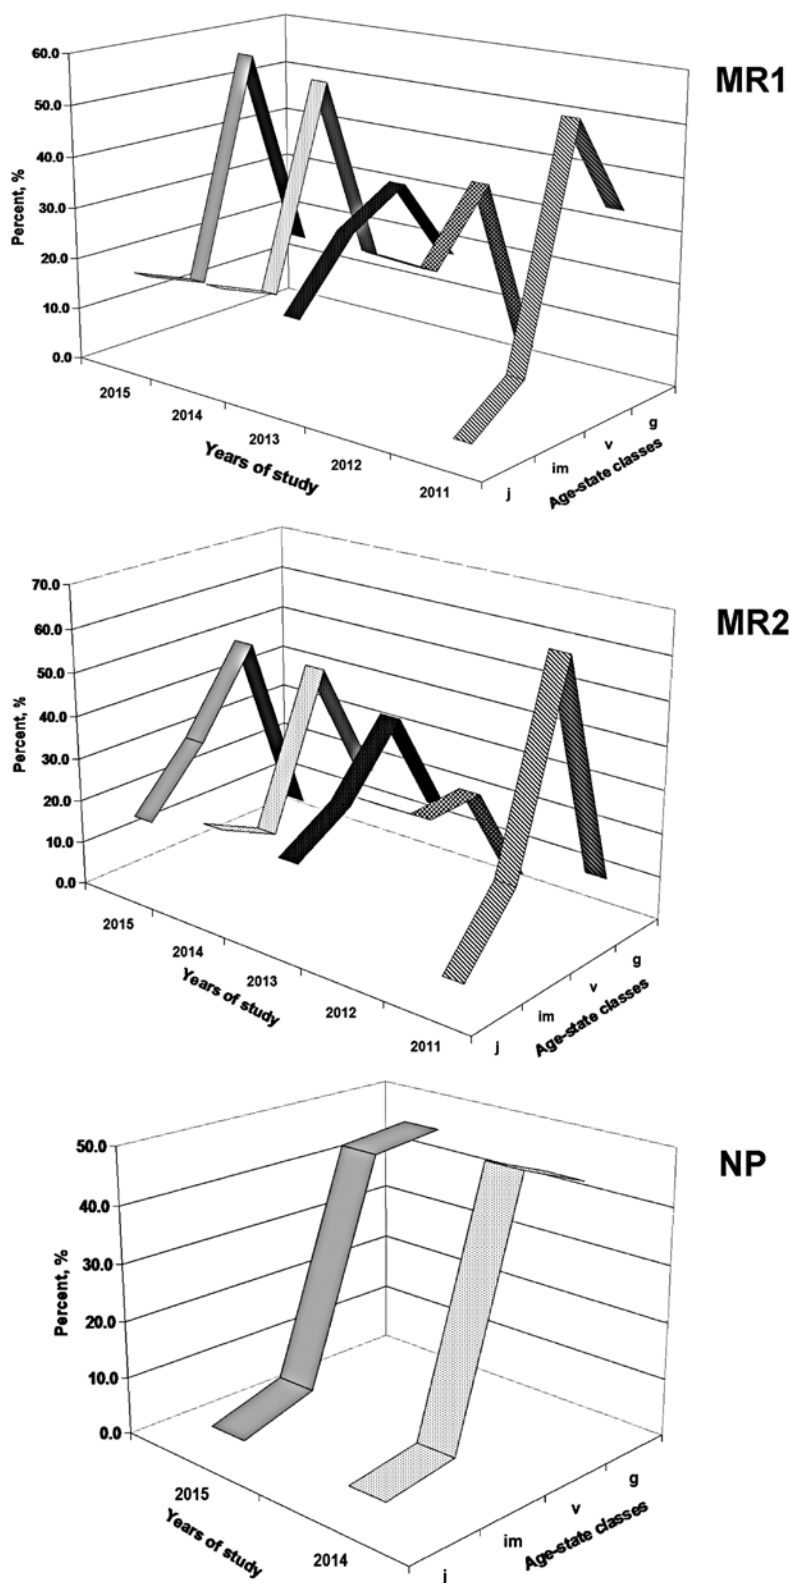 MR1
60.0
50.0
40.0
30.0
20.0
10.0
0.0
Percent, %
2015
2014
2013
2012
2011
Years of study
j
im
v
g
Age-state classes
MR2
70.0
60.0
50.0
40.0
30.0
20.0
10.0
0.0
Percent, %
2015
2014
2013
2012
2011
Years of study
j
im
v
g
Age-state classes
NP
50.0
40.0
30.0
20.0
10.0
0.0
Percent, %
2015
2014
Years of study
j
im
v
g
Age-state classes